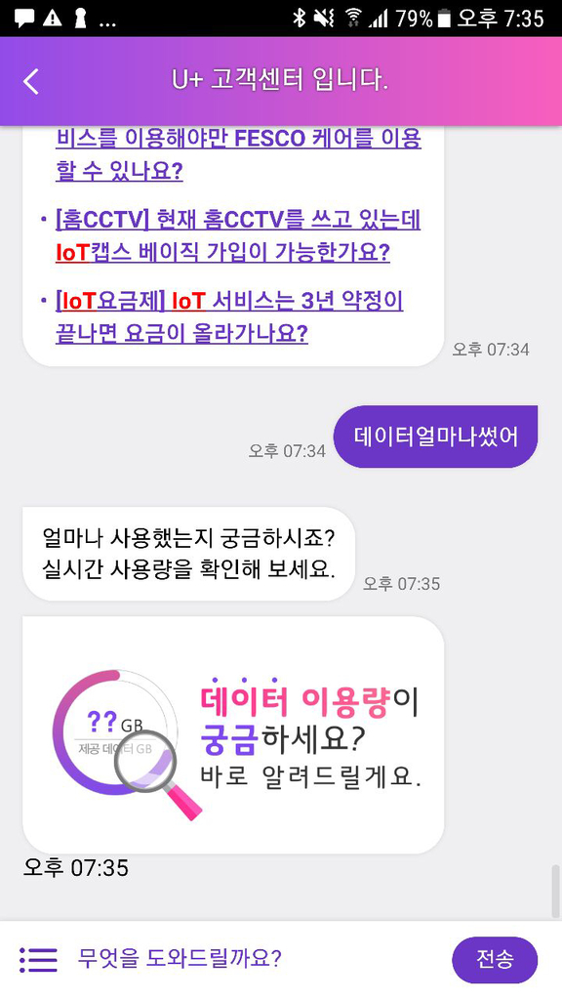 ... 79% 오후 7:35
U+ 고객센터 입니다.
비스를 이용해야만 FESCO 케어를 이용
할 수 있나요?
• [홈CCTV] 현재 홈CCTV를 쓰고 있는데
IoT캡스 베이직 가입이 가능한가요?
• [IoT요금제] IoT 서비스는 3년 약정이
끝나면 요금이 올라가나요?
오후 07:34
데이터얼마나썼어
오후 07:34
얼마나 사용했는지 궁금하시죠?
실시간 사용량을 확인해 보세요.
오후 07:35
?? GB
제공 데이터 GB
데이터 이용량이
궁금하세요?
바로 알려드릴게요.
오후 07:35
무엇을 도와드릴까요?
전송